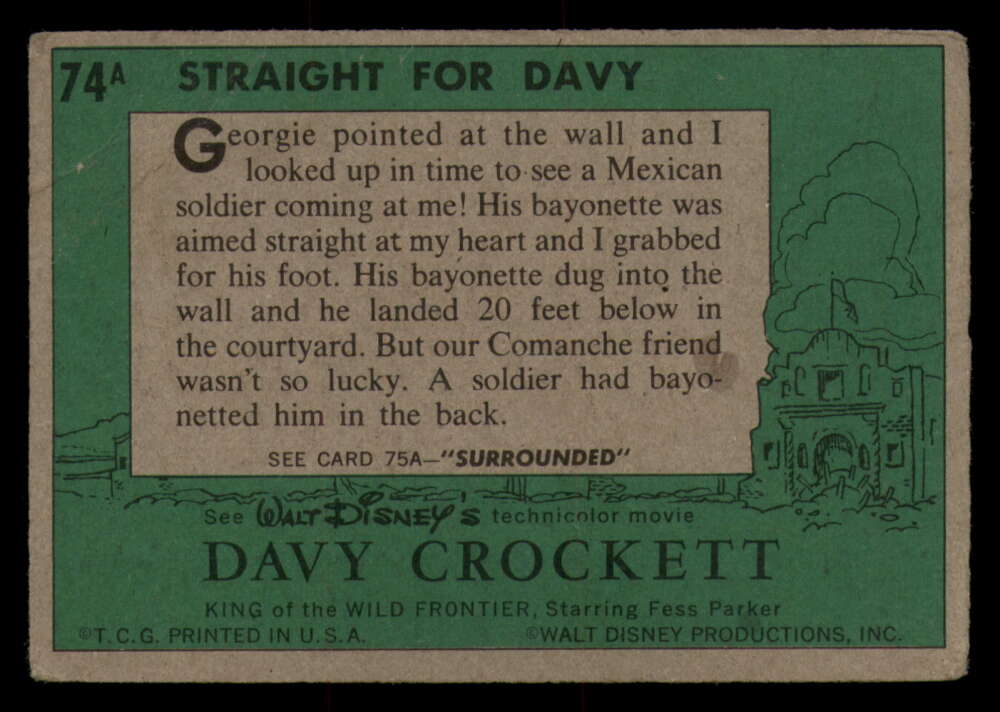 74A STRAIGHT FOR DAVY
Georgie pointed at the wall and I
looked up in time to see a Mexican
soldier coming at me! His bayonette was
aimed straight at my heart and I grabbed
for his foot. His bayonette dug into the
wall and he landed 20 feet below in
the courtyard. But our Comanche friend
wasn't so lucky. A soldier had bayo-
netted him in the back.
SEE CARD 75A—"SURROUNDED"
See WALT DISNEY'S technicolor movie
DAVY CROCKETT
KING of the WILD FRONTIER, Starring Fess Parker
©T.C.G. PRINTED IN U.S.A. ©WALT DISNEY PRODUCTIONS, INC.